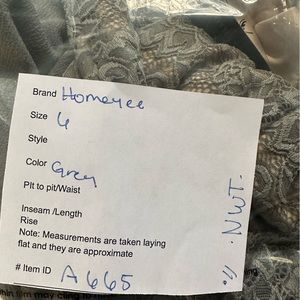 Brand Homeyee
Size 6
Style
Color Grey
PIt to pit/Waist
Inseam /Length
Rise
Note: Measurements are taken laying
flat and they are approximate
# Item ID A665
NWT